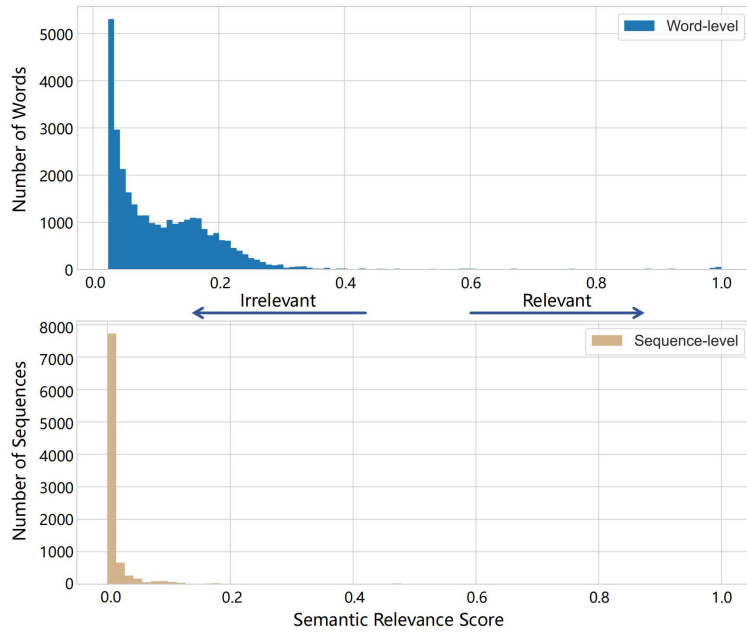 Number of Words
5000
4000
3000
2000
1000
0
Word-level
0.0 0.2 0.4 0.6 0.8 1.0
Irrelevant Relevant
Number of Sequences
8000
7000
6000
5000
4000
3000
2000
1000
0
Sequence-level
0.0 0.2 0.4 0.6 0.8 1.0
Semantic Relevance Score